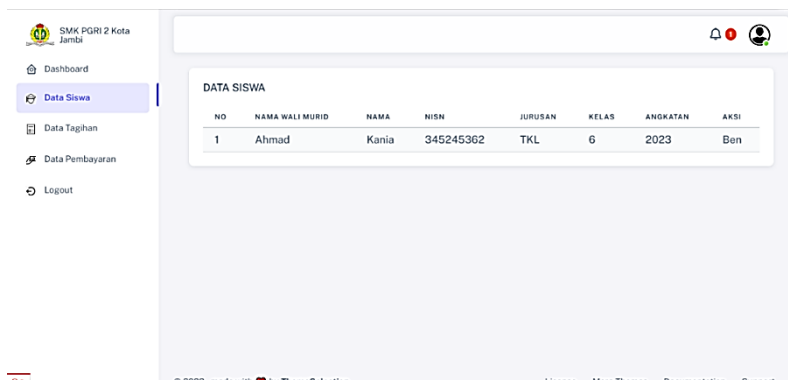 SMK PGRI 2 Kota
Jambi
1
Dashboard
Data Siswa
Data Tagihan
Data Pembayaran
Logout
DATA SISWA
NO NAMA WALI MURID NAMA NISN JURUSAN KELAS ANGKATAN AKSI
1 Ahmad Kania 345245362 TKL 6 2023 Ben